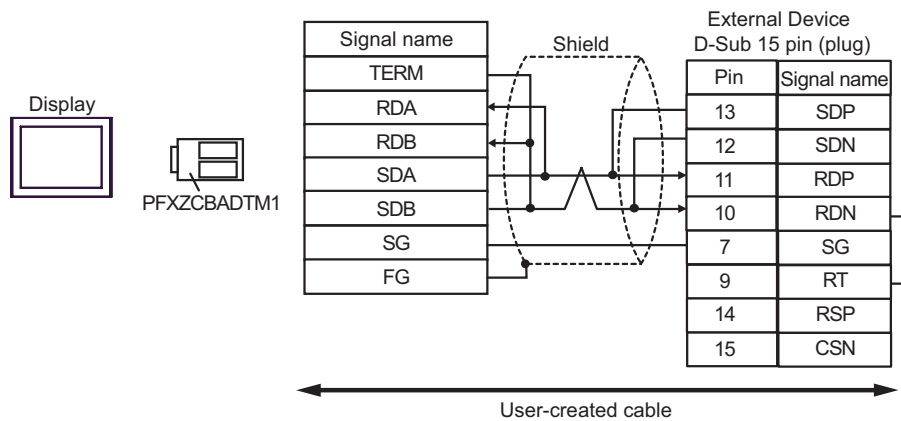 External Device
D-Sub 15 pin (plug)
Display
PFXZCBADTM1
Signal name
TERM
RDA
RDB
SDA
SDB
SG
FG
Shield
Pin Signal name
13 SDP
12 SDN
11 RDP
10 RDN
7 SG
9 RT
14 RSP
15 CSN
User-created cable